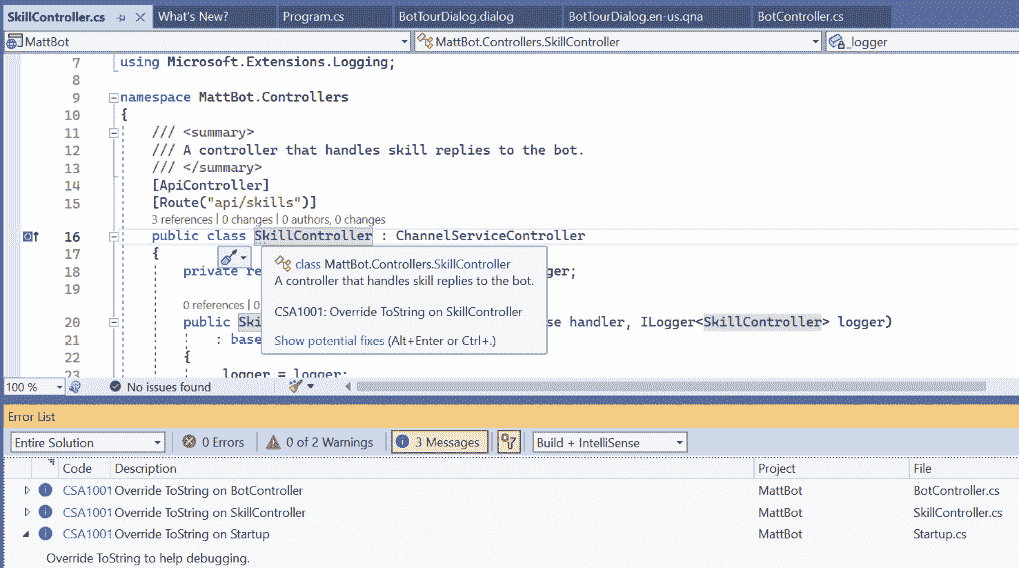 SkillController.cs What's New? Program.cs BotTourDialog.dialog BotTourDialog.en-us.qna BotController.cs
MattBot MattBot.Controllers.SkillController _logger
7 using Microsoft.Extensions.Logging;
8
9 namespace MattBot.Controllers
10 {
11 /// <summary>
12 /// A controller that handles skill replies to the bot.
13 /// </summary>
14 [ApiController]
15 [Route("api/skills")]
3 references | 0 changes | 0 authors, 0 changes
16 public class SkillController : ChannelServiceController
17 {
class MattBot.Controllers.SkillController
18 private re ger;
A controller that handles skill replies to the bot.
19
0 references | 0
CSA1001: Override ToString on SkillController
20 public Ski se handler, ILogger<SkillController> logger)
21 : base
Show potential fixes (Alt+Enter or Ctrl+.)
22 {
23 logger = logger;
100 % No issues found
Error List
Entire Solution 0 Errors 0 of 2 Warnings 3 Messages Build + IntelliSense
Code Description Project File
CSA1001 Override ToString on BotController MattBot BotController.cs
CSA1001 Override ToString on SkillController MattBot SkillController.cs
CSA1001 Override ToString on Startup MattBot Startup.cs
Override ToString to help debugging.